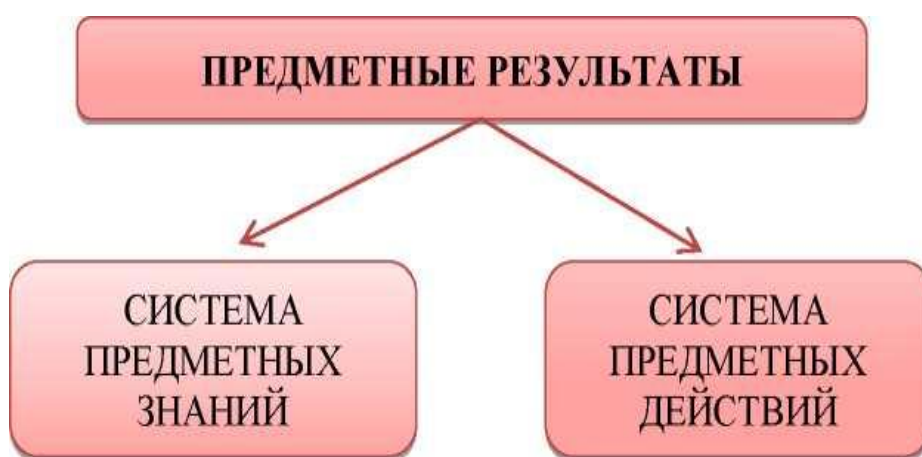 ПРЕДМЕТНЫЕ РЕЗУЛЬТАТЫ
СИСТЕМА
ПРЕДМЕТНЫХ
ЗНАНИЙ
СИСТЕМА
ПРЕДМЕТНЫХ
ДЕЙСТВИЙ